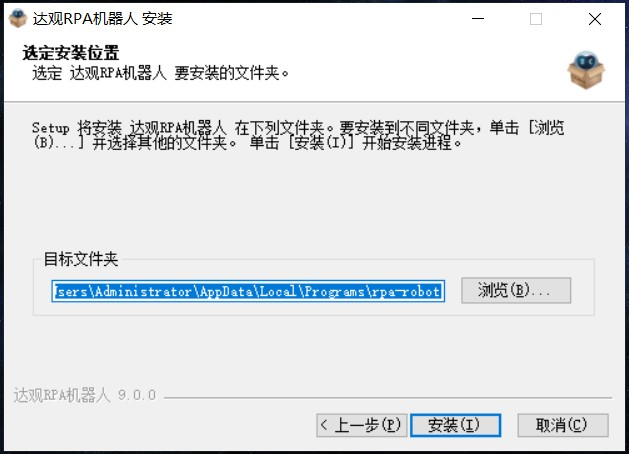 达观RPA机器人 安装
选定安装位置
选定 达观RPA机器人 要安装的文件夹。
Setup 将安装 达观RPA机器人 在下列文件夹。要安装到不同文件夹，单击 [浏览
(B)...] 并选择其他的文件夹。 单击 [安装(I)] 开始安装进程。
目标文件夹
sers\Administrator\AppData\Local\Programs\rpa-robot
浏览(B)...
达观RPA机器人 9.0.0
< 上一步(P)
安装(I)
取消(C)